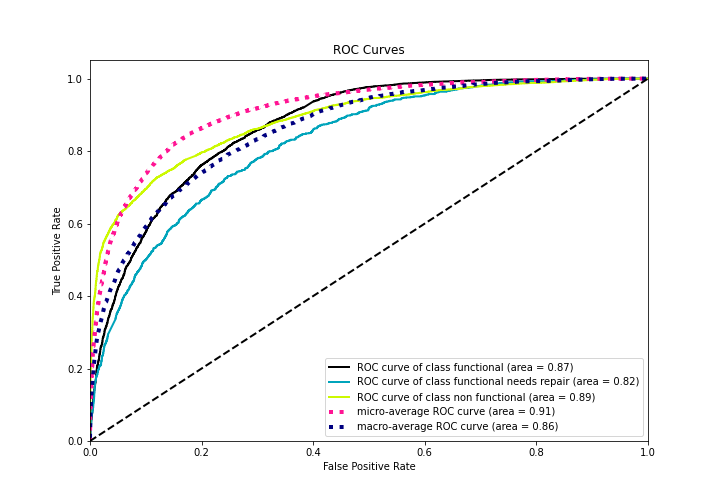 ROC Curves
True Positive Rate
1.0
0.8
0.6
0.4
0.2
0.0
0.0 0.2 0.4 0.6 0.8 1.0
False Positive Rate
ROC curve of class functional (area = 0.87)
ROC curve of class functional needs repair (area = 0.82)
ROC curve of class non functional (area = 0.89)
micro-average ROC curve (area = 0.91)
macro-average ROC curve (area = 0.86)